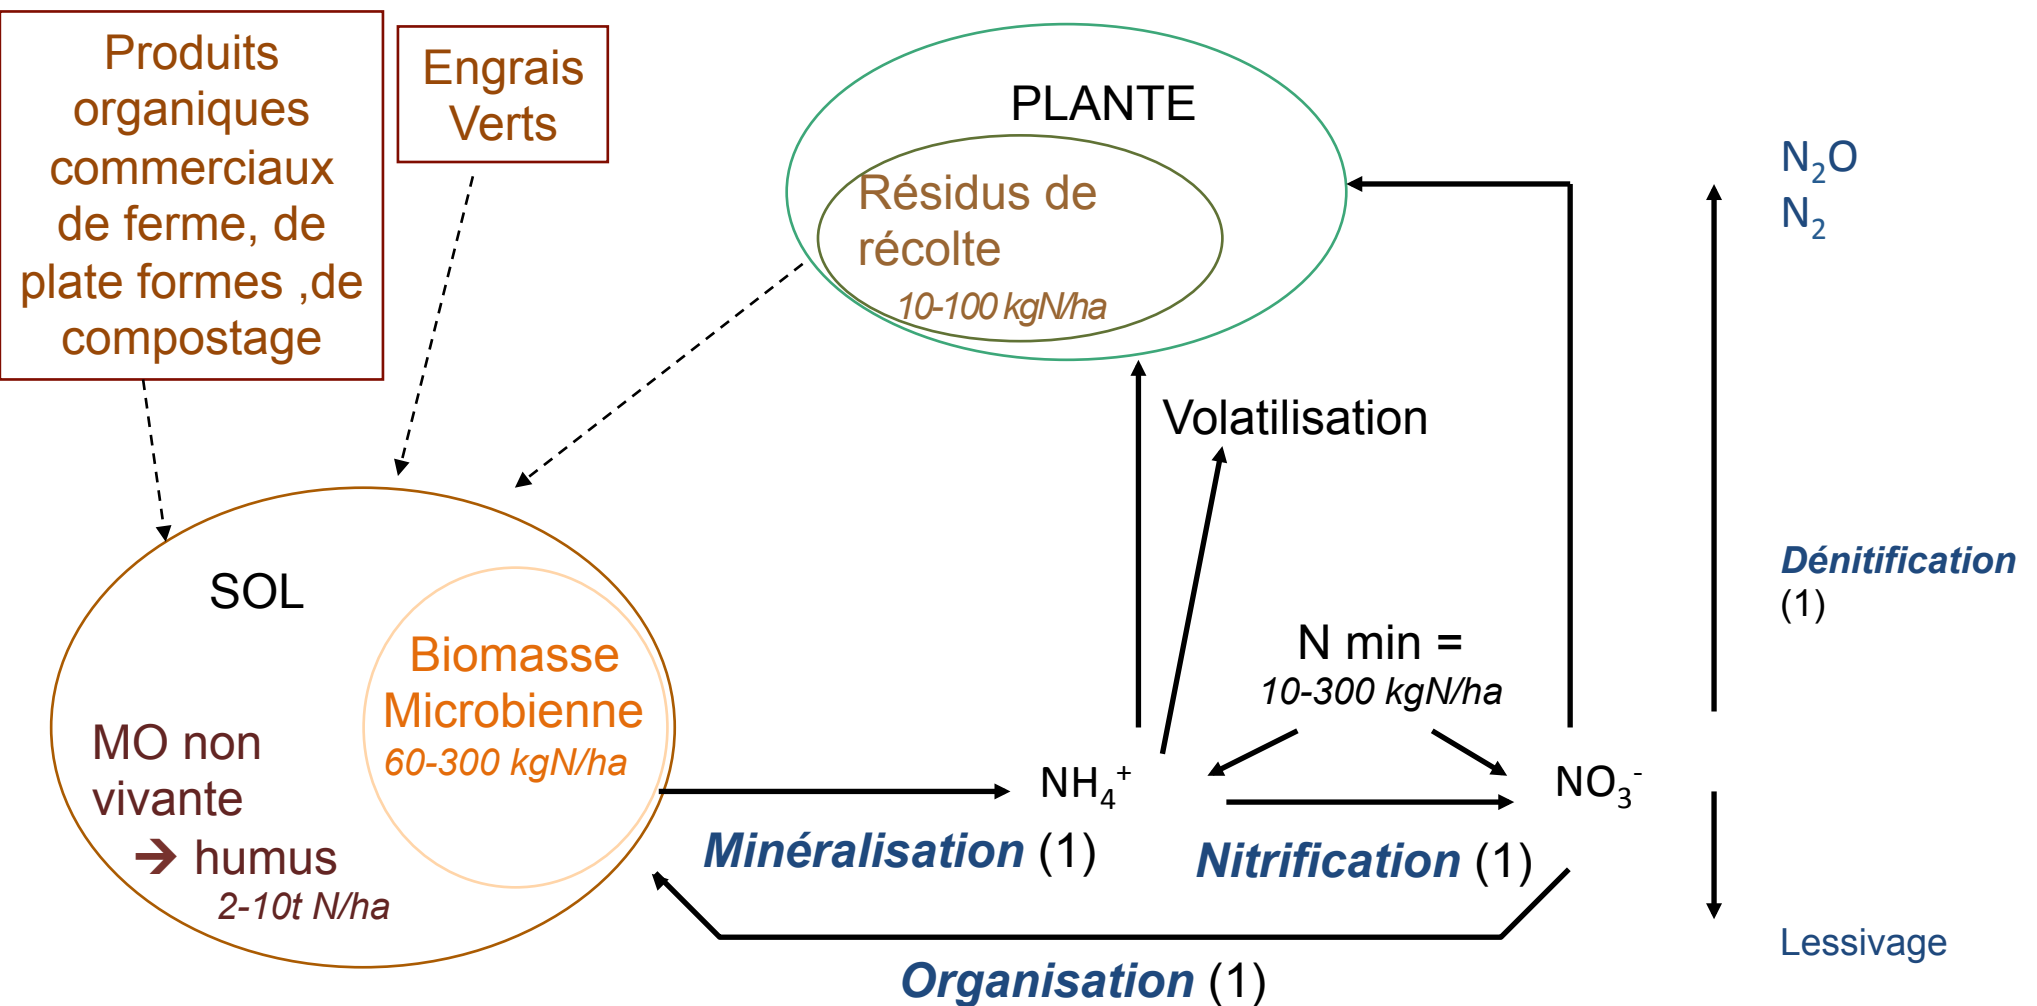 Produits
organiques
commerciaux
de ferme, de
plate formes ,de
compostage
Engrais
Verts
PLANTE
Résidus de
récolte
10-100 kgN/ha
N₂O
N₂
Volatilisation
Dénitification
(1)
SOL
Biomasse
Microbienne
60-300 kgN/ha
MO non
vivante
➔ humus
2-10t N/ha
N min =
10-300 kgN/ha
NH₄⁺
NO₃⁻
Minéralisation (1)
Nitrification (1)
Organisation (1)
Lessivage